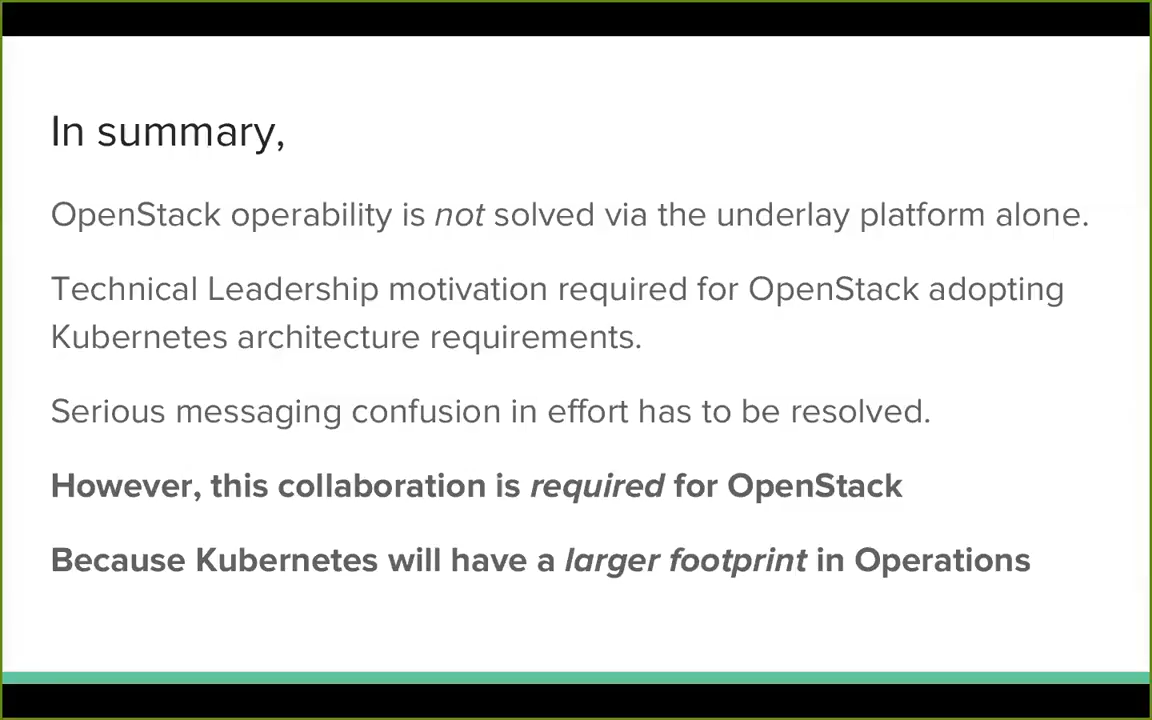 In summary,
OpenStack operability is not solved via the underlay platform alone.
Technical Leadership motivation required for OpenStack adopting
Kubernetes architecture requirements.
Serious messaging confusion in effort has to be resolved.
However, this collaboration is required for OpenStack
Because Kubernetes will have a larger footprint in Operations